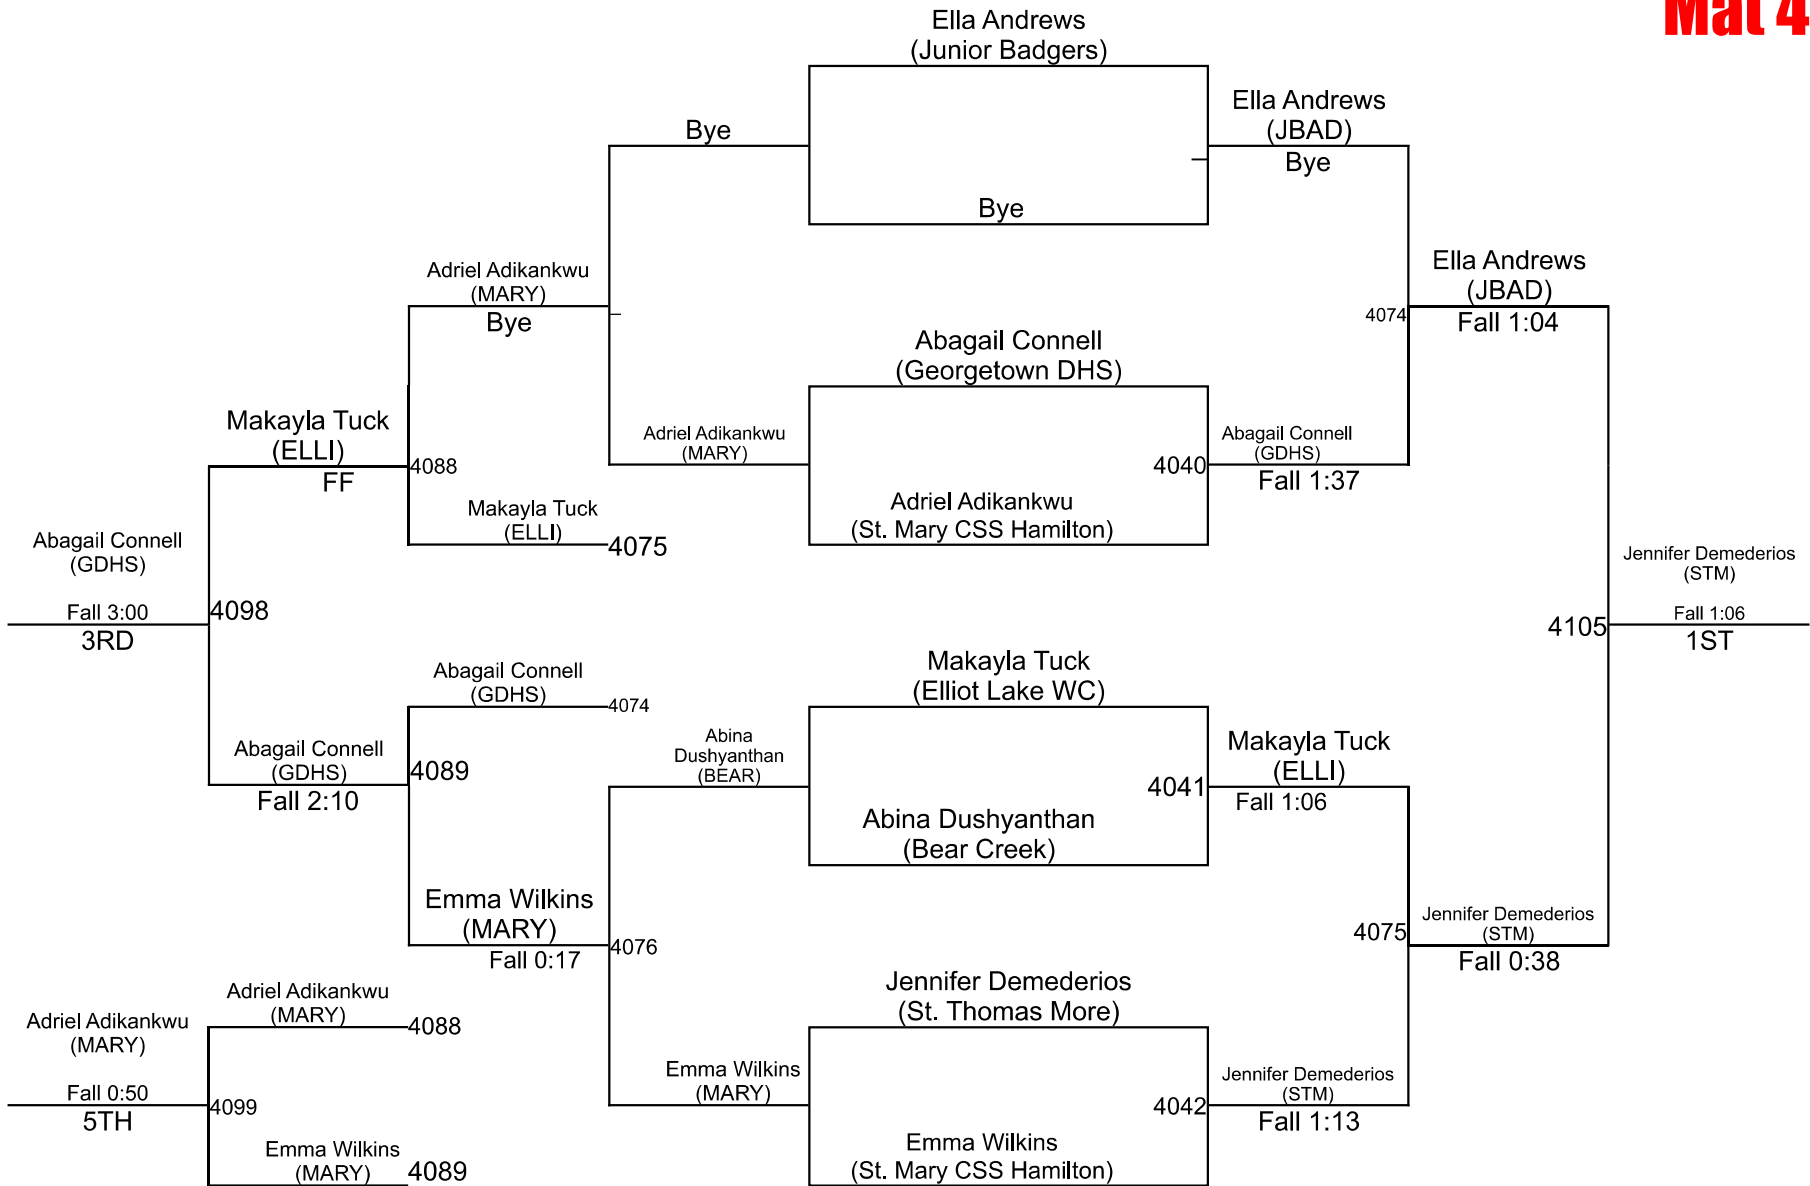 Mat 4
Ella Andrews
(Junior Badgers)
Ella Andrews
(JBAD)
Bye
Bye
Bye
Adriel Adikankwu
(MARY)
Bye
Ella Andrews
(JBAD)
4074
Fall 1:04
Abagail Connell
(Georgetown DHS)
Makayla Tuck
(ELLI)
FF
4088
Adriel Adikankwu
(MARY)
4040
Abagail Connell
(GDHS)
Fall 1:37
Adriel Adikankwu
(St. Mary CSS Hamilton)
Makayla Tuck
(ELLI)
4075
Abagail Connell
(GDHS)
Fall 3:00
3RD
4098
Jennifer Demederios
(STM)
Fall 1:06
1ST
4105
Makayla Tuck
(Elliot Lake WC)
Abagail Connell
(GDHS)
4074
Abina
Dushyanthan
(BEAR)
Makayla Tuck
(ELLI)
4041
Fall 1:06
Abagail Connell
(GDHS)
Fall 2:10
4089
Abina Dushyanthan
(Bear Creek)
Emma Wilkins
(MARY)
Fall 0:17
4076
4075
Jennifer Demederios
(STM)
Fall 0:38
Jennifer Demederios
(St. Thomas More)
Adriel Adikankwu
(MARY)
4088
Adriel Adikankwu
(MARY)
Fall 0:50
5TH
4099
Emma Wilkins
(MARY)
4042
Jennifer Demederios
(STM)
Fall 1:13
Emma Wilkins
(St. Mary CSS Hamilton)
Emma Wilkins
(MARY)
4089